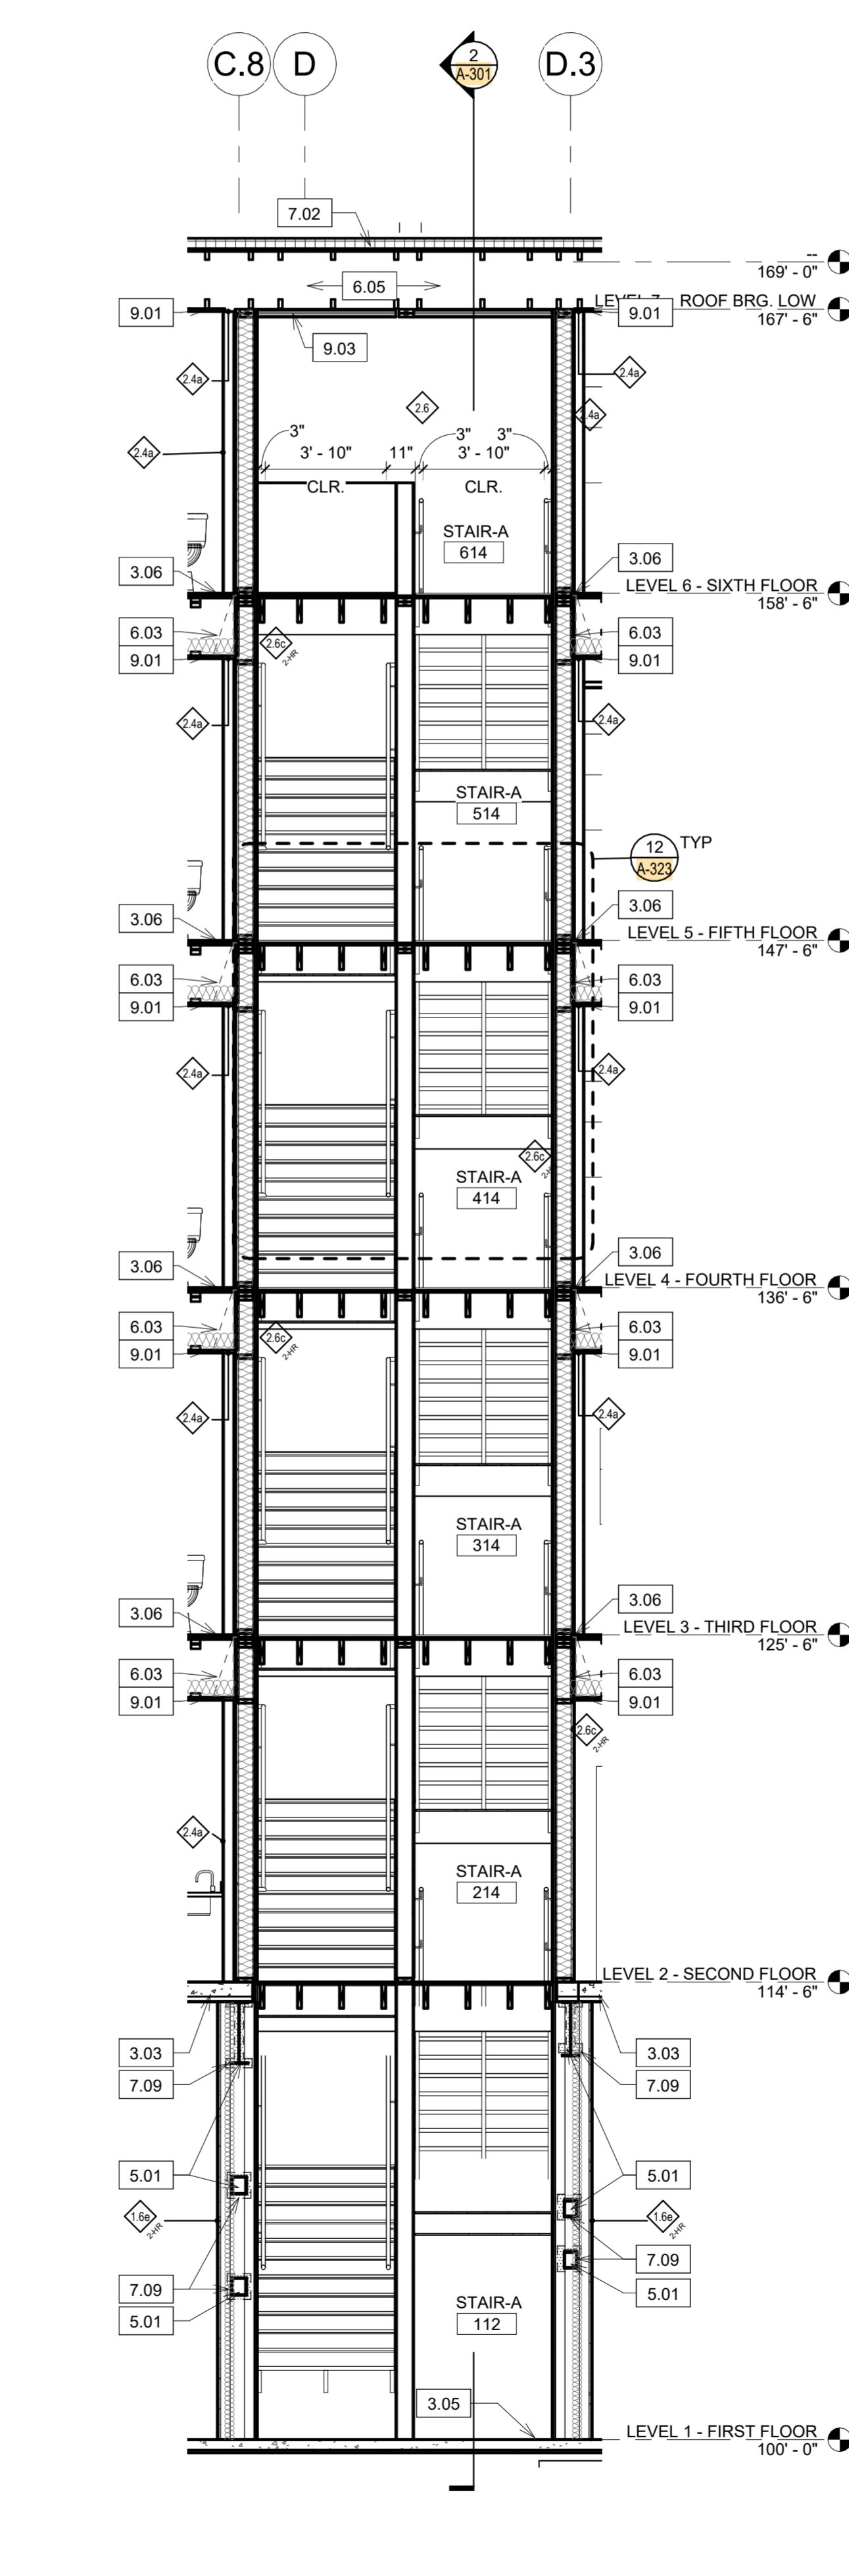 C.8 D 2 D.3
A-301
7.02
--
169' - 0"
6.05
9.01 ROOF BRG. LOW 9.01
167' - 6"
9.03
2.4a 2.4a
2.6 4a
3" 3" 3"
2.4a 3' - 10" 11" 3' - 10"
CLR. CLR.
STAIR-A
614
3.06 3.06
LEVEL 6 - SIXTH FLOOR
158' - 6"
6.03 2.6c 6.03
2-HR
9.01 9.01
2.4a 2.4a
STAIR-A
514
12 TYP
A-323
3.06 3.06
LEVEL 5 - FIFTH FLOOR
147' - 6"
6.03 6.03
9.01 9.01
2.4a 2.4a
2.6c
STAIR-A
414
3.06 3.06
LEVEL 4 - FOURTH FLOOR
136' - 6"
6.03 2.6c 6.03
2-HR
9.01 9.01
2.4a 2.4a
STAIR-A
314
3.06 3.06
LEVEL 3 - THIRD FLOOR
125' - 6"
6.03 6.03
9.01 9.01
2.6c
2-HR
2.4a
STAIR-A
214
LEVEL 2 - SECOND FLOOR
114' - 6"
3.03 3.03
7.09 7.09
5.01 5.01
1.6e 1.6e
2-HR 2-HR
7.09 7.09
5.01 5.01
STAIR-A
112
3.05
LEVEL 1 - FIRST FLOOR
100' - 0"